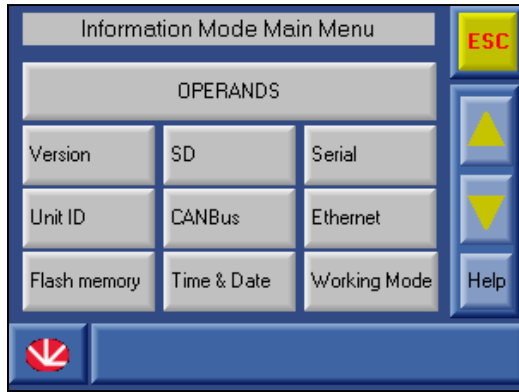 Information Mode Main Menu
ESC
OPERANDS
Version
SD
Serial
Unit ID
CANBus
Ethernet
Flash memory
Time & Date
Working Mode
Help